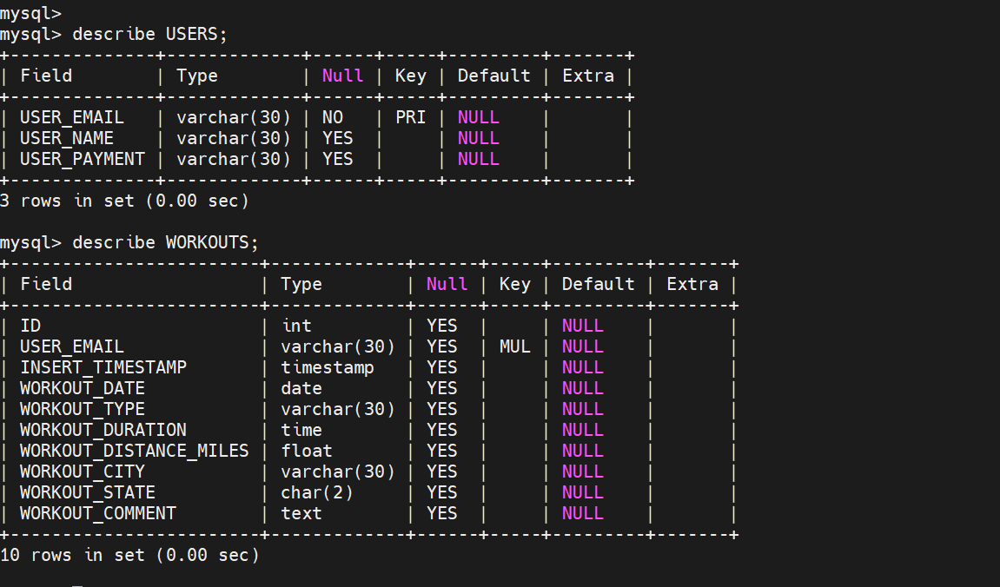 mysql>
mysql> describe USERS;
+--------------+-------------+------+-----+---------+-------+
| Field        | Type        | Null | Key | Default | Extra |
+--------------+-------------+------+-----+---------+-------+
| USER_EMAIL   | varchar(30) | NO   | PRI | NULL    |       |
| USER_NAME    | varchar(30) | YES  |     | NULL    |       |
| USER_PAYMENT | varchar(30) | YES  |     | NULL    |       |
+--------------+-------------+------+-----+---------+-------+
3 rows in set (0.00 sec)

mysql> describe WORKOUTS;
+------------------------+-------------+------+-----+---------+-------+
| Field                  | Type        | Null | Key | Default | Extra |
+------------------------+-------------+------+-----+---------+-------+
| ID                     | int         | YES  |     | NULL    |       |
| USER_EMAIL             | varchar(30) | YES  | MUL | NULL    |       |
| INSERT_TIMESTAMP       | timestamp   | YES  |     | NULL    |       |
| WORKOUT_DATE           | date        | YES  |     | NULL    |       |
| WORKOUT_TYPE           | varchar(30) | YES  |     | NULL    |       |
| WORKOUT_DURATION       | time        | YES  |     | NULL    |       |
| WORKOUT_DISTANCE_MILES | float       | YES  |     | NULL    |       |
| WORKOUT_CITY           | varchar(30) | YES  |     | NULL    |       |
| WORKOUT_STATE          | char(2)     | YES  |     | NULL    |       |
| WORKOUT_COMMENT        | text        | YES  |     | NULL    |       |
+------------------------+-------------+------+-----+---------+-------+
10 rows in set (0.00 sec)